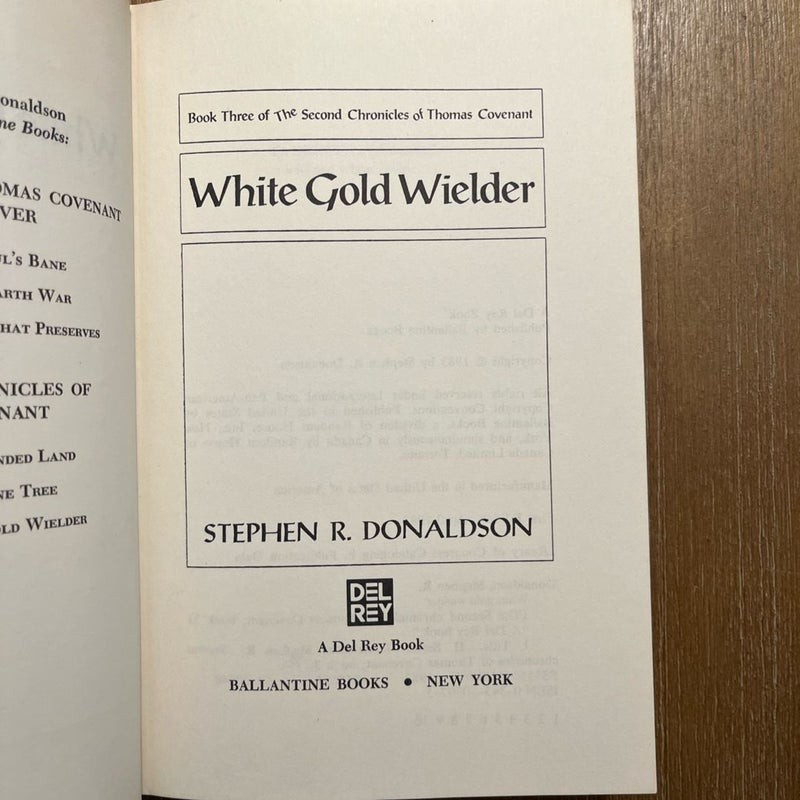 onaldson
ne Books:
OMAS COVENANT
VER
UL'S BANE
ARTH WAR
HAT PRESERVES
NICLES OF
NANT
NDED LAND
NE TREE
OLD WIELDER
Book Three of The Second Chronicles of Thomas Covenant
White Gold Wielder
STEPHEN R. DONALDSON
DEL
REY
A Del Rey Book
BALLANTINE BOOKS • NEW YORK